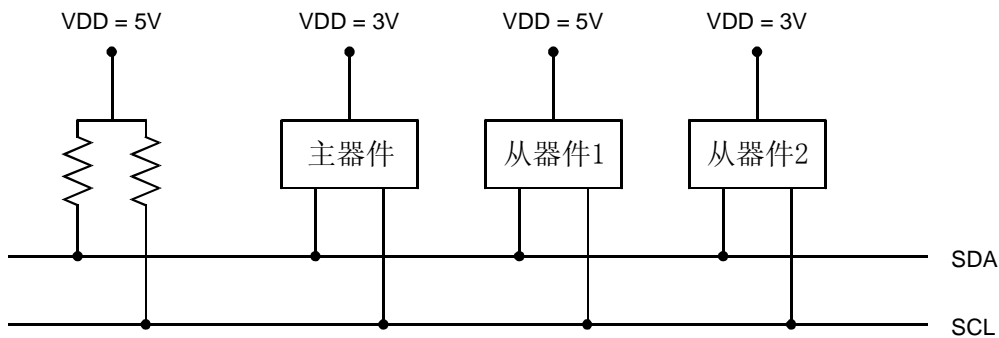 VDD = 5V VDD = 3V VDD = 5V VDD = 3V
主器件 从器件1 从器件2
SDA
SCL